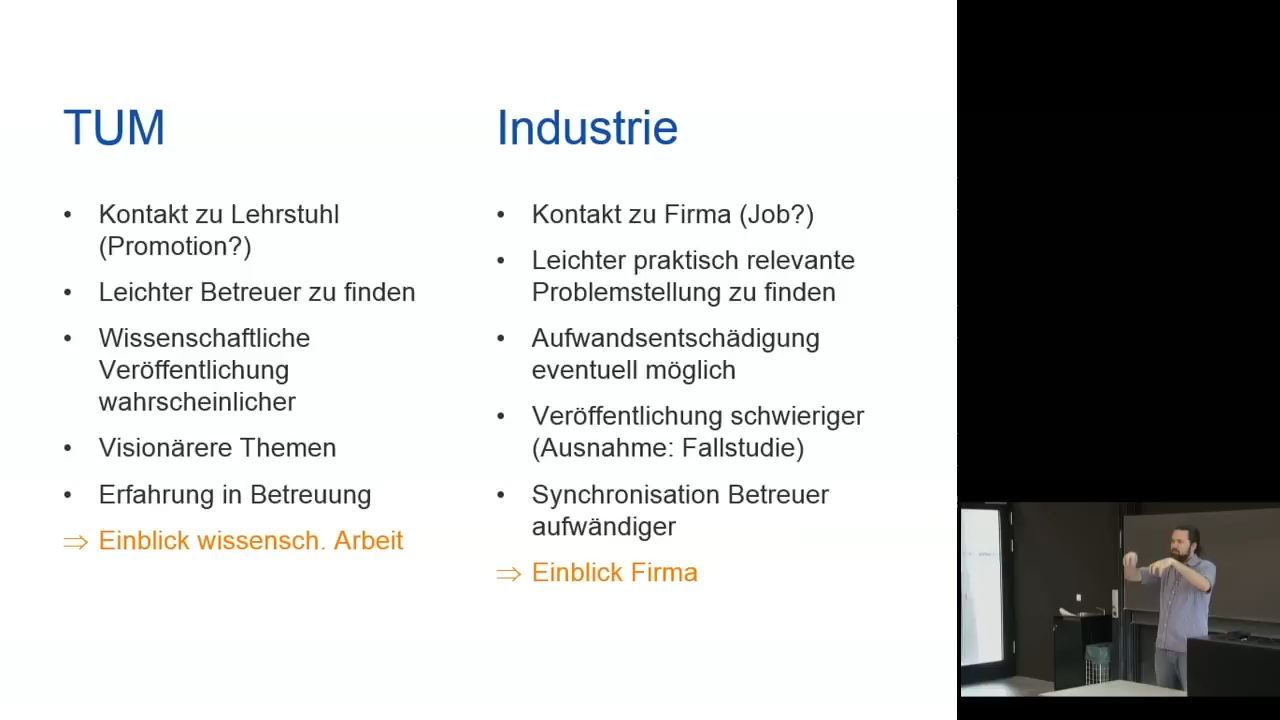 TUM
• Kontakt zu Lehrstuhl
(Promotion?)
• Leichter Betreuer zu finden
• Wissenschaftliche
Veröffentlichung
wahrscheinlicher
• Visionärere Themen
• Erfahrung in Betreuung
⇒ Einblick wissensch. Arbeit
Industrie
• Kontakt zu Firma (Job?)
• Leichter praktisch relevante
Problemstellung zu finden
• Aufwandsentschädigung
eventuell möglich
• Veröffentlichung schwieriger
(Ausnahme: Fallstudie)
• Synchronisation Betreuer
aufwändiger
⇒ Einblick Firma